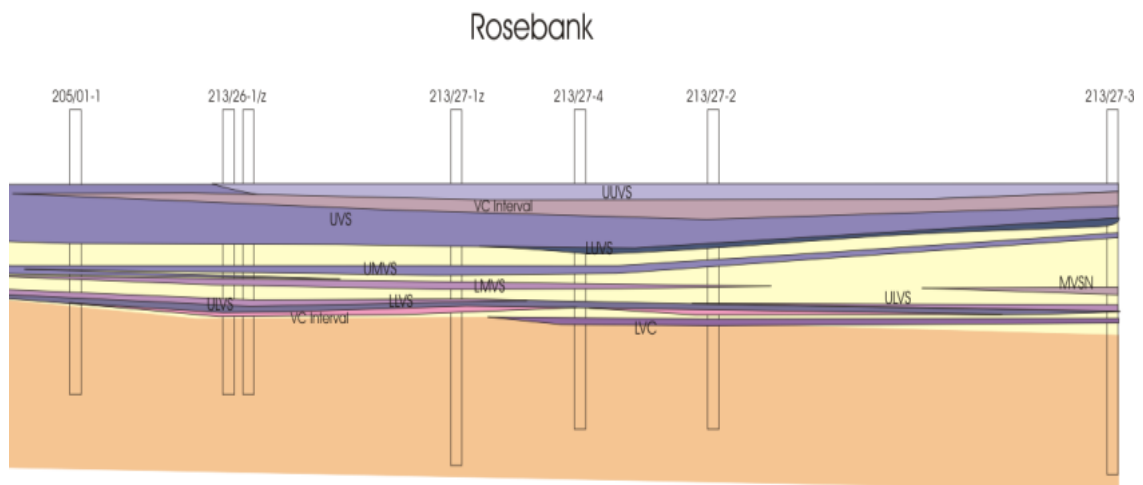 Rosebank
205/01-1 213/26-1/z 213/27-1z 213/27-4 213/27-2 213/27-3
UUVS
VC Interval
UVS
LUVS
UMVS
LMVS
MVSN
ULVS LLVS ULVS
VC Interval
LVC